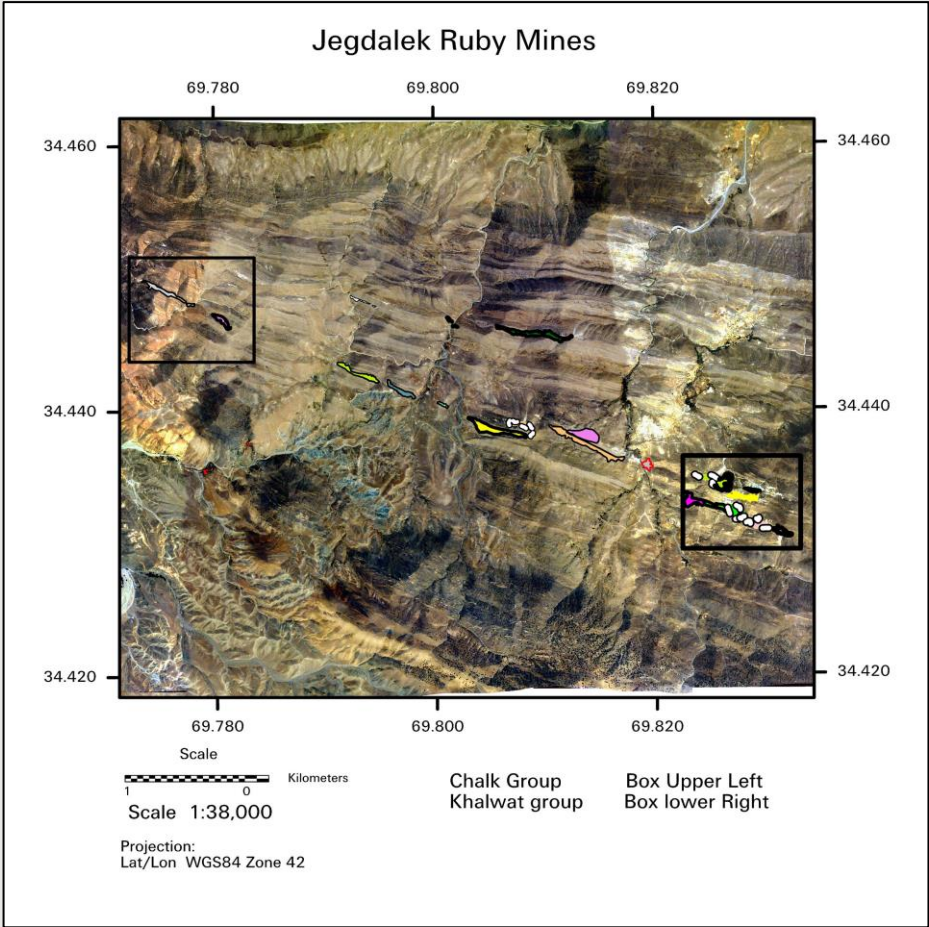 Jegdalek Ruby Mines
69.780 69.800 69.820
34.460 34.460
34.440 34.440
34.420 34.420
69.780 69.800 69.820
Scale
Kilometers
1 0
Scale 1:38,000
Projection:
Lat/Lon WGS84 Zone 42
Chalk Group Box Upper Left
Khalwat group Box lower Right